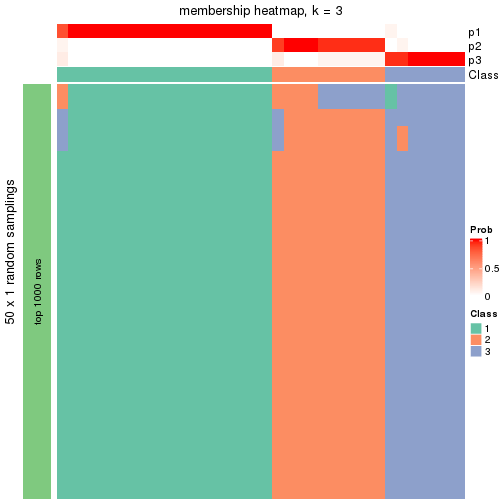 membership heatmap, k = 3
p1
p2
p3
Class
50 x 1 random samplings
top 1000 rows
Prob
1
0.5
0
Class
1
2
3